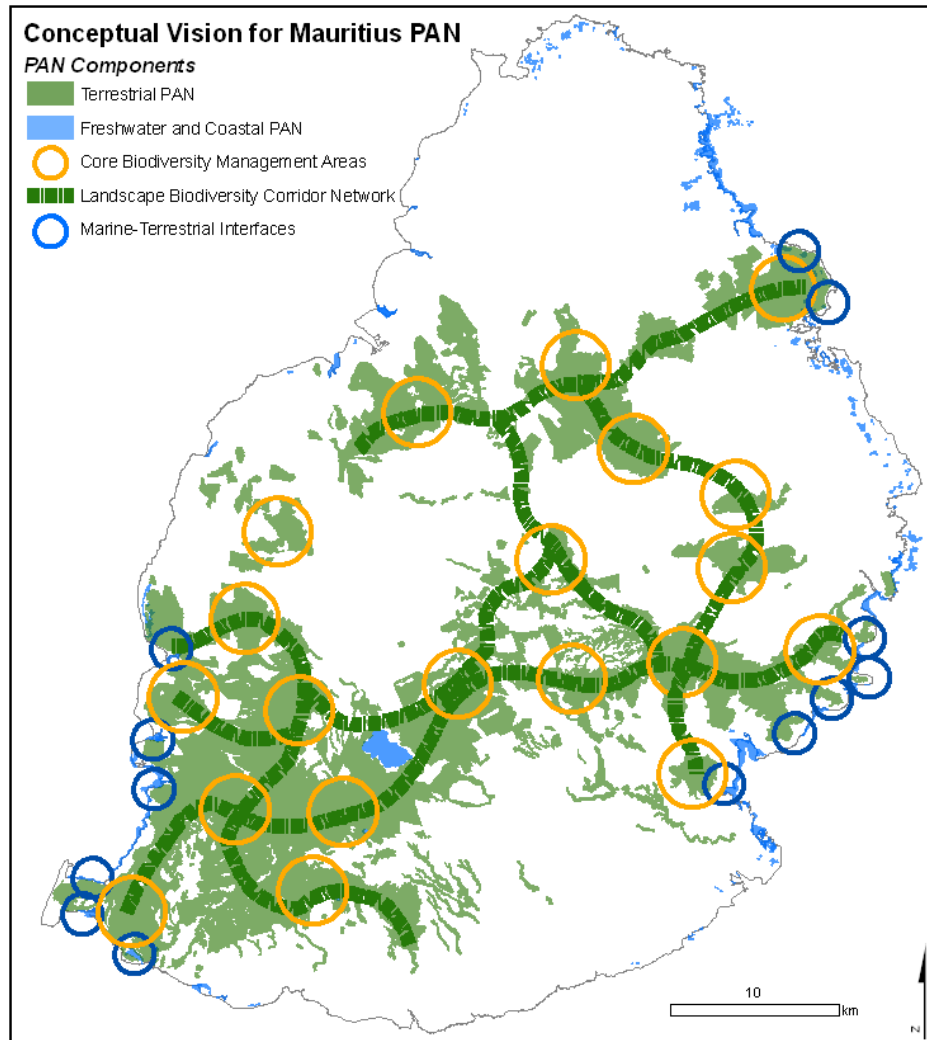 Conceptual Vision for Mauritius PAN
PAN Components
Terrestrial PAN
Freshwater and Coastal PAN
Core Biodiversity Management Areas
Landscape Biodiversity Corridor Network
Marine-Terrestrial Interfaces
10
km
N